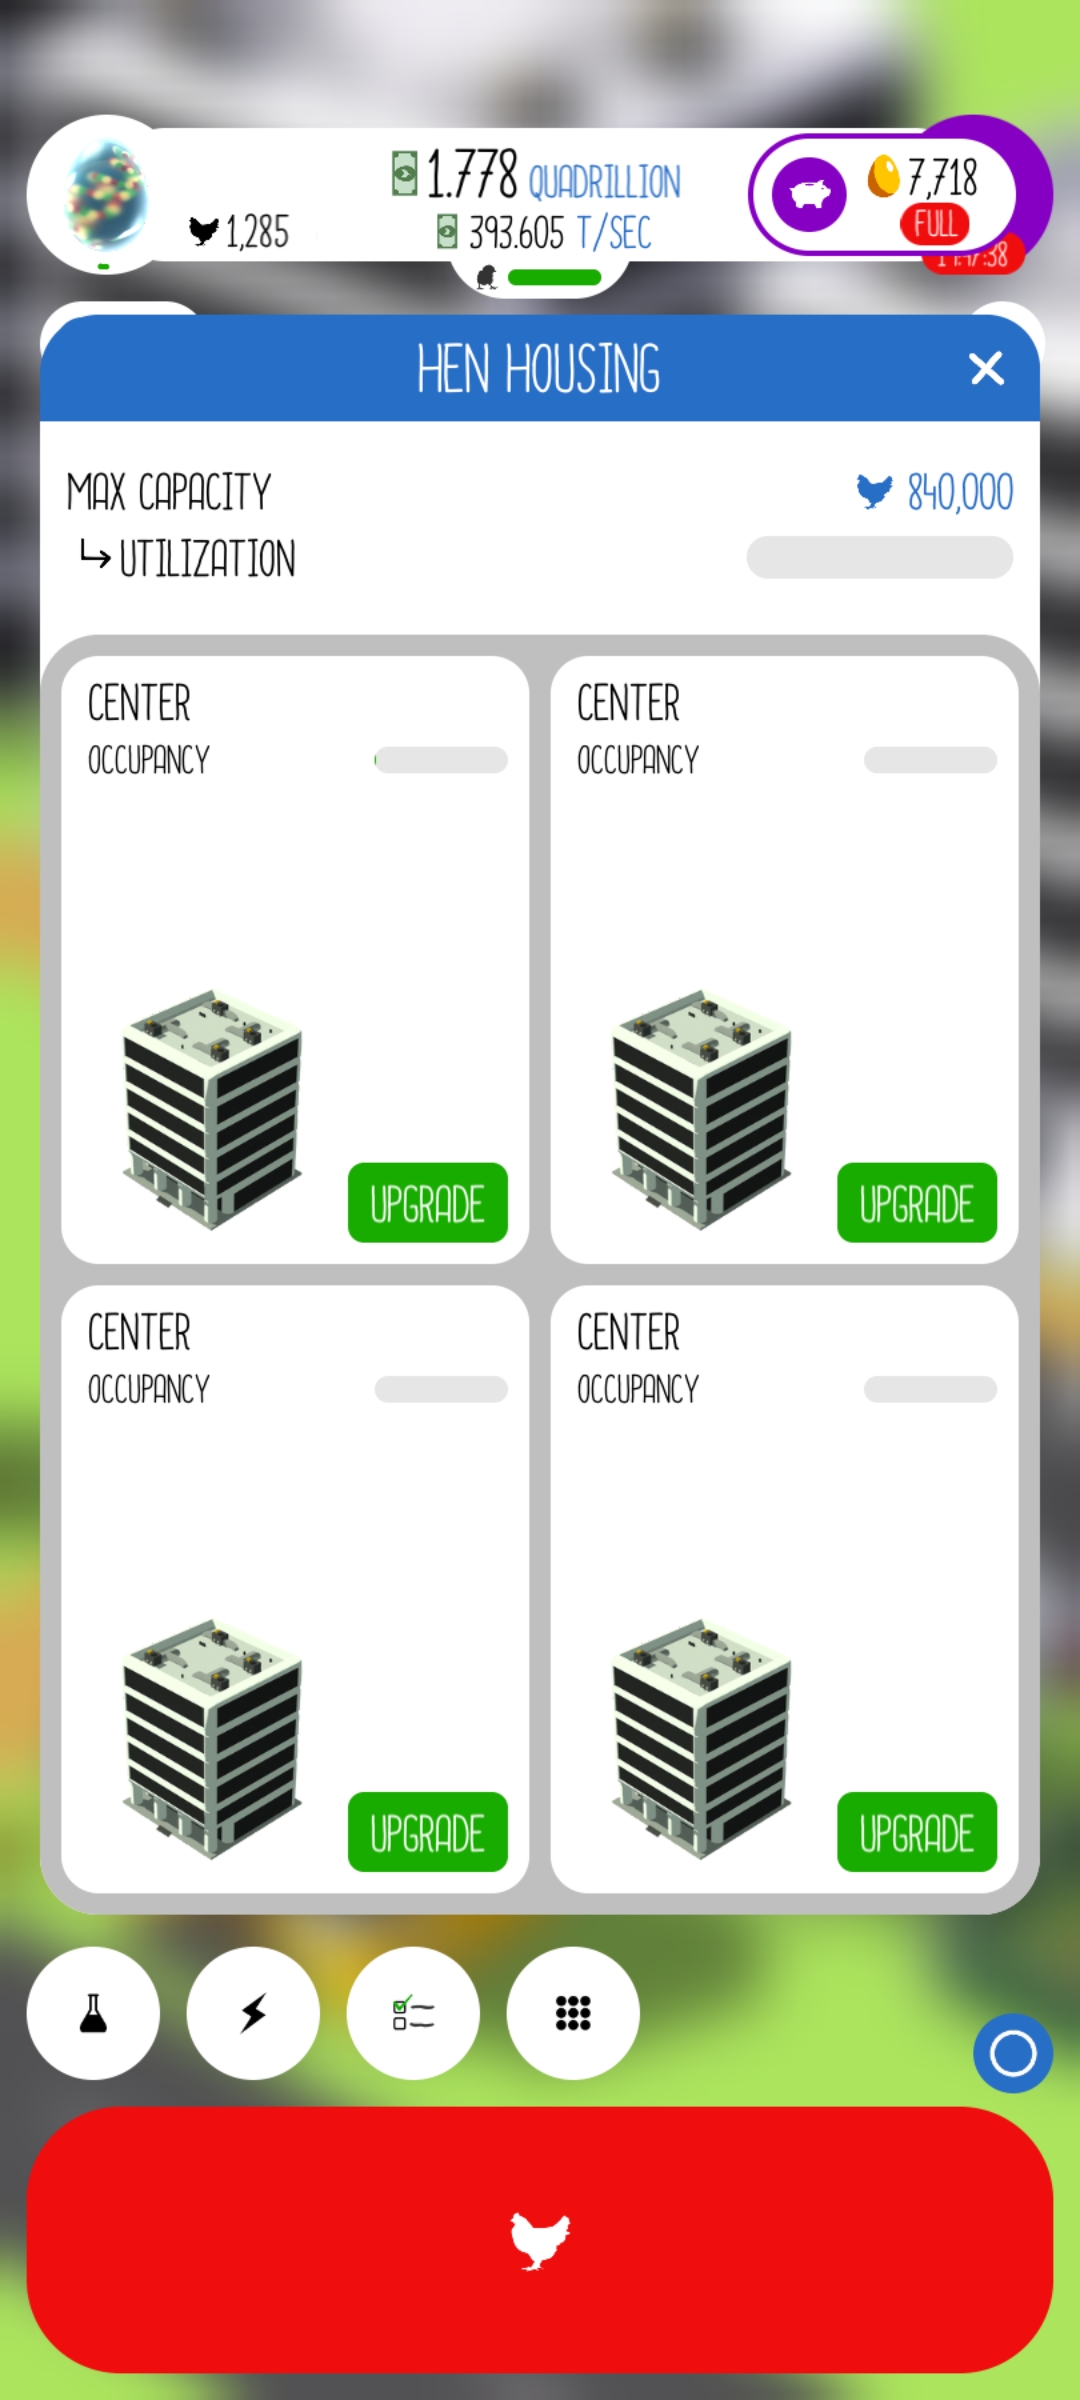 1.778 QUADRILLION
7,718
1,285
393.605 T/SEC
FULL
HEN HOUSING
MAX CAPACITY 840,000
UTILIZATION
CENTER CENTER
OCCUPANCY OCCUPANCY
UPGRADE UPGRADE
CENTER CENTER
OCCUPANCY OCCUPANCY
UPGRADE UPGRADE